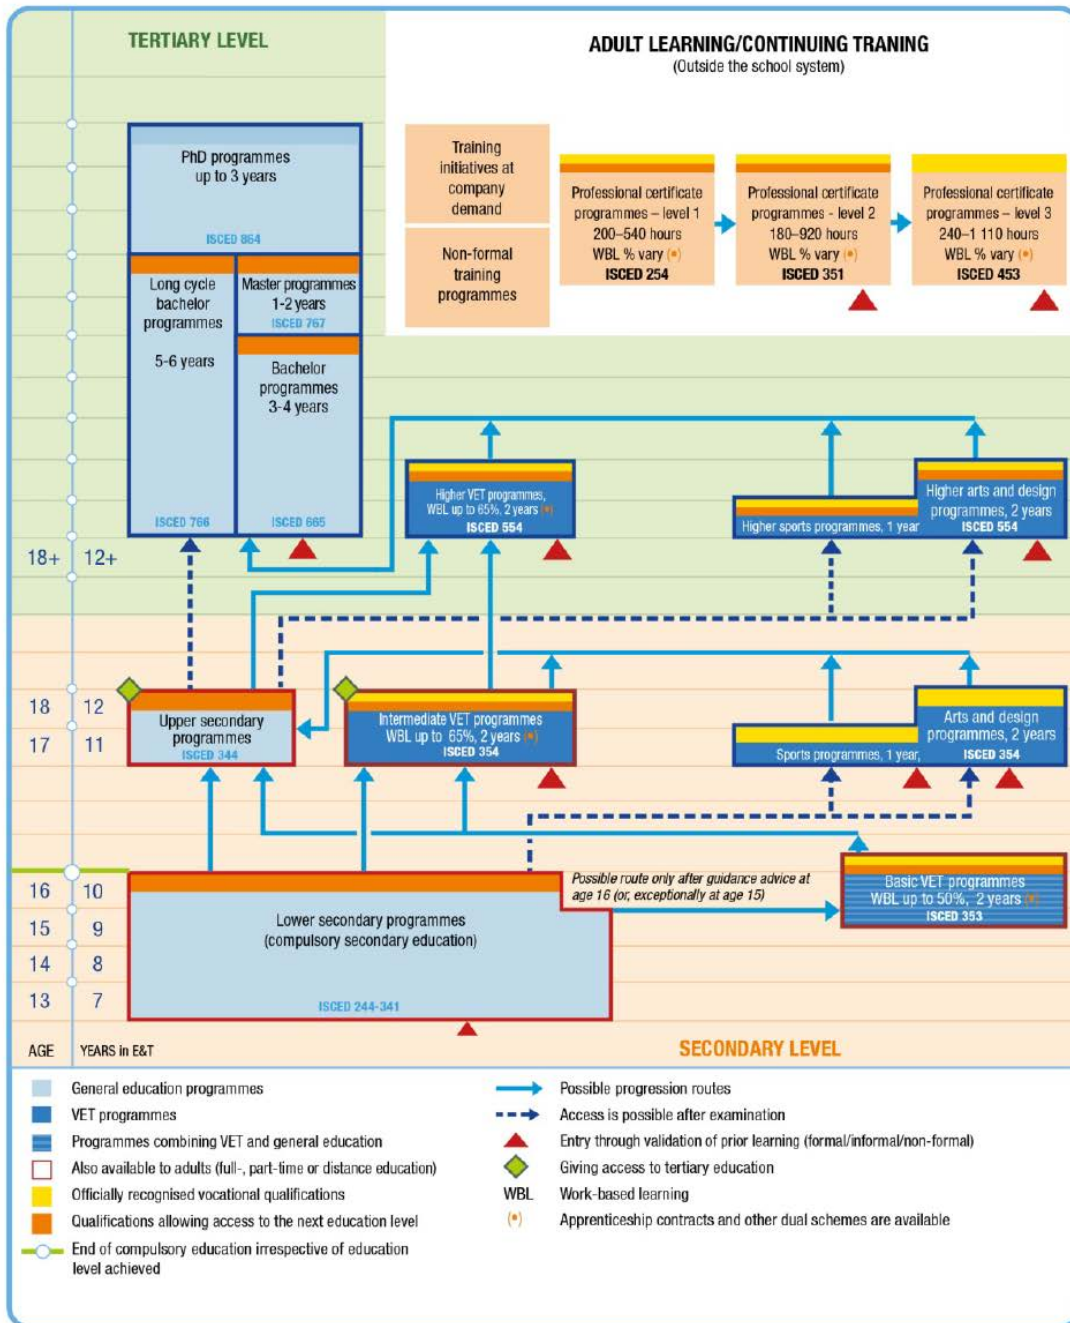 TERTIARY LEVEL
ADULT LEARNING/CONTINUING TRANING
(Outside the school system)
PhD programmes
up to 3 years
ISCED 864
Training
initiatives at
company
demand
Non-formal
training
programmes
Professional certificate
programmes – level 1
200–540 hours
WBL % vary (•)
ISCED 254
Professional certificate
programmes - level 2
180–920 hours
WBL % vary (•)
ISCED 351
Professional certificate
programmes – level 3
240–1 110 hours
WBL % vary (•)
ISCED 453
Long cycle
bachelor
programmes
5-6 years
ISCED 766
Master programmes
1-2 years
ISCED 767
Bachelor
programmes
3-4 years
ISCED 665
Higher VET programmes,
WBL up to 65%, 2 years (•)
ISCED 554
Higher sports programmes, 1 year
Higher arts and design
programmes, 2 years
ISCED 554
18+ 12+
18 12
17 11
Upper secondary
programmes
ISCED 344
Intermediate VET programmes
WBL up to 65%, 2 years (•)
ISCED 354
Sports programmes, 1 year,
Arts and design
programmes, 2 years
ISCED 354
16 10
15 9
14 8
13 7
Lower secondary programmes
(compulsory secondary education)
ISCED 244-341
Possible route only after guidance advice at
age 16 (or, exceptionally at age 15)
Basic VET programmes
WBL up to 50%, 2 years (•)
ISCED 353
AGE YEARS in E&T
SECONDARY LEVEL
General education programmes
VET programmes
Programmes combining VET and general education
Also available to adults (full-, part-time or distance education)
Officially recognised vocational qualifications
Qualifications allowing access to the next education level
End of compulsory education irrespective of education
level achieved
Possible progression routes
Access is possible after examination
Entry through validation of prior learning (formal/informal/non-formal)
Giving access to tertiary education
WBL Work-based learning
(•) Apprenticeship contracts and other dual schemes are available